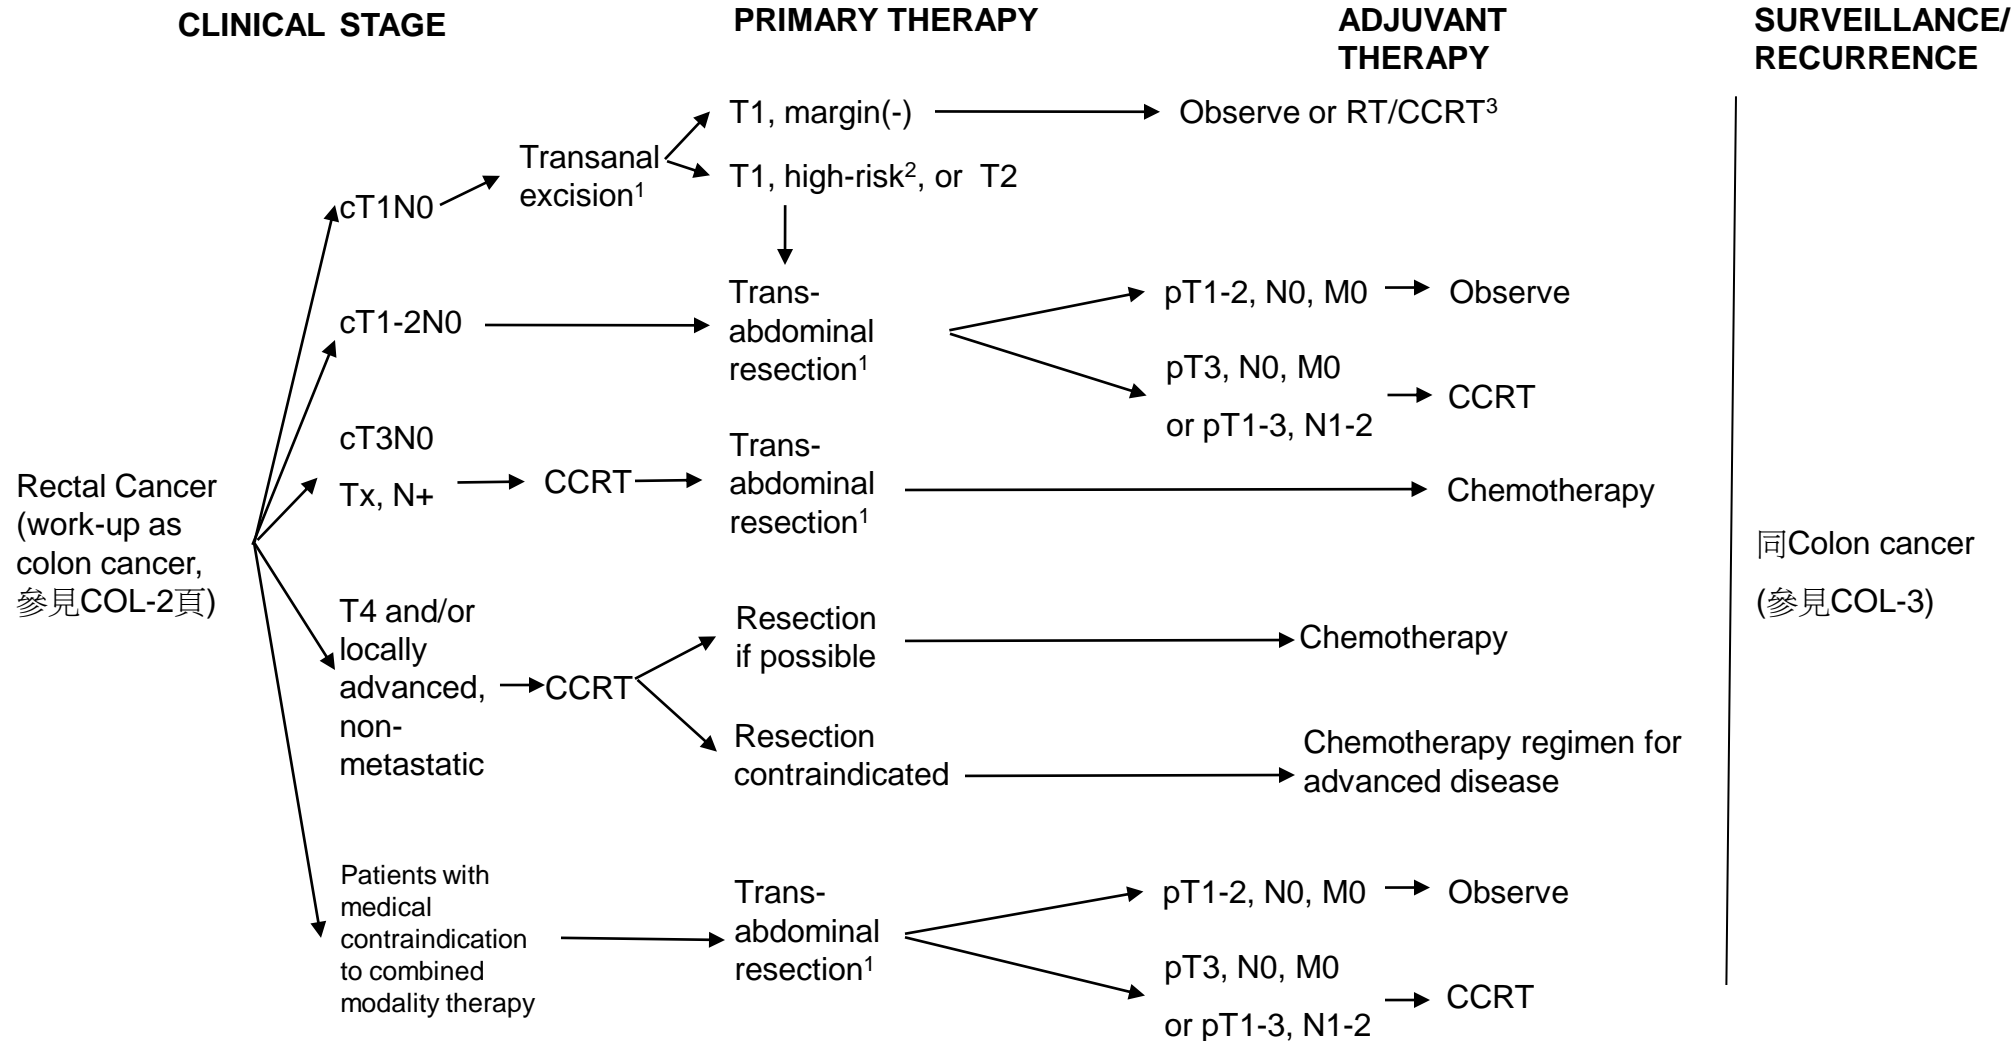 CLINICAL STAGE
PRIMARY THERAPY
ADJUVANT
THERAPY
SURVEILLANCE/
RECURRENCE
Rectal Cancer
(work-up as
colon cancer,
參見COL-2頁)
cT1N0
Transanal
excision1
T1, margin(-)
Observe or RT/CCRT3
T1, high-risk2, or T2
cT1-2N0
Trans-
abdominal
resection1
pT1-2, N0, M0
Observe
pT3, N0, M0
or pT1-3, N1-2
CCRT
cT3N0
Tx, N+
CCRT
Trans-
abdominal
resection1
Chemotherapy
T4 and/or
locally
advanced,
non-
metastatic
CCRT
Resection
if possible
Chemotherapy
Resection
contraindicated
Chemotherapy regimen for
advanced disease
Patients with
medical
contraindication
to combined
modality therapy
Trans-
abdominal
resection1
pT1-2, N0, M0
Observe
pT3, N0, M0
or pT1-3, N1-2
CCRT
同Colon cancer
(參見COL-3)